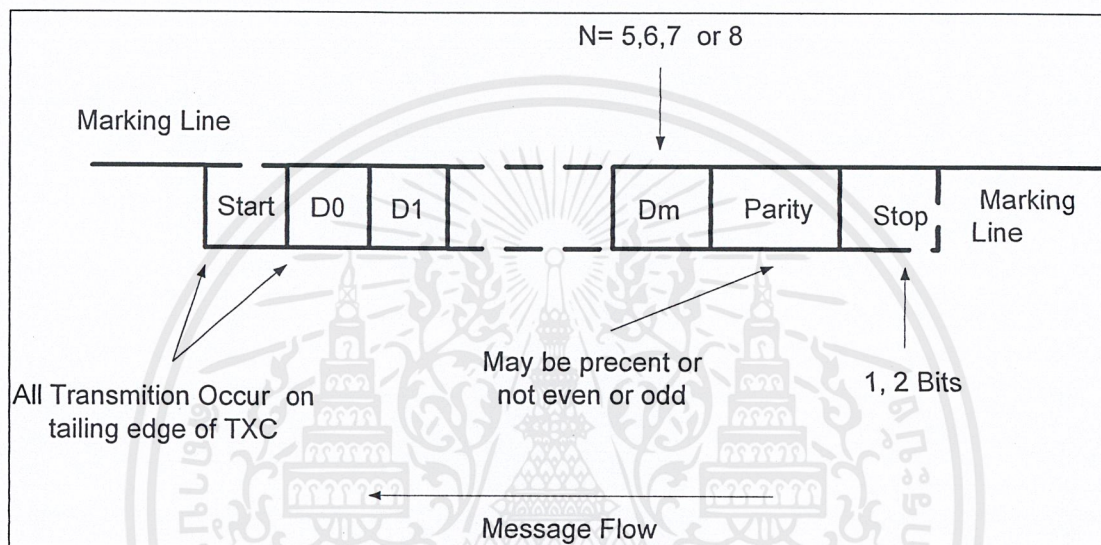 N= 5,6,7 or 8
Marking Line
Start D0 D1 Dm Parity Stop
Marking
Line
All Transmition Occur on
tailing edge of TXC
May be precent or
not even or odd
1, 2 Bits
Message Flow